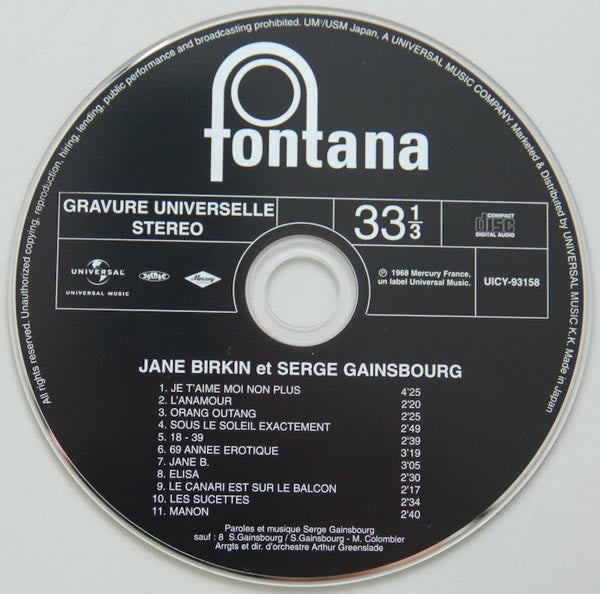 All rights reserved. Unauthorized copying, reproduction, hiring, lending, public performance and broadcasting prohibited. UM³/USM Japan, A UNIVERSAL MUSIC COMPANY. Marketed & Distributed by UNIVERSAL MUSIC K.K. Made in Japan
fontana
GRAVURE UNIVERSELLE
STEREO
33 1/3
COMPACT
disc
DIGITAL AUDIO
UNIVERSAL
UNIVERSAL MUSIC
Mercury
℗ 1968 Mercury France,
un label Universal Music.
UICY-93158
JANE BIRKIN et SERGE GAINSBOURG
1. JE T'AIME MOI NON PLUS 4'25
2. L'ANAMOUR 2'20
3. ORANG OUTANG 2'25
4. SOUS LE SOLEIL EXACTEMENT 2'49
5. 18 - 39 2'39
6. 69 ANNEE EROTIQUE 3'19
7. JANE B. 3'05
8. ELISA 2'30
9. LE CANARI EST SUR LE BALCON 2'17
10. LES SUCETTES 2'34
11. MANON 2'40
Paroles et musique Serge Gainsbourg
sauf : 8 S.Gainsbourg / S.Gainsbourg - M. Colombier
Arrgts et dir. d'orchestre Arthur Greenslade